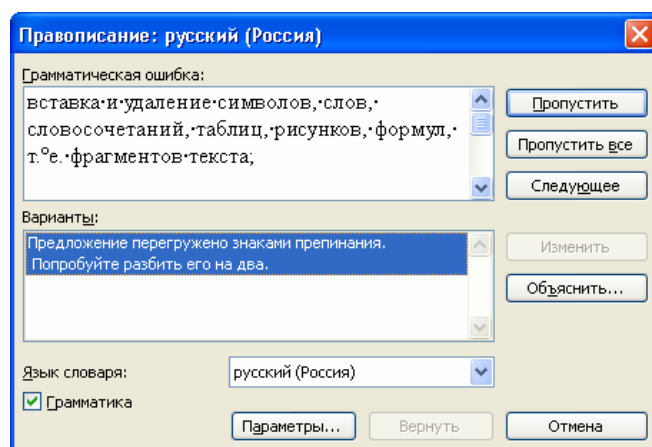 Правописание: русский (Россия)
Грамматическая ошибка:
вставка·и·удаление·символов,·слов,·
словосочетаний,·таблиц,·рисунков,·формул,·
т.°е.·фрагментов·текста;
Пропустить
Пропустить все
Следующее
Варианты:
Предложение перегружено знаками препинания.
Попробуйте разбить его на два.
Изменить
Объяснить...
Язык словаря:
русский (Россия)
Грамматика
Параметры...
Вернуть
Отмена